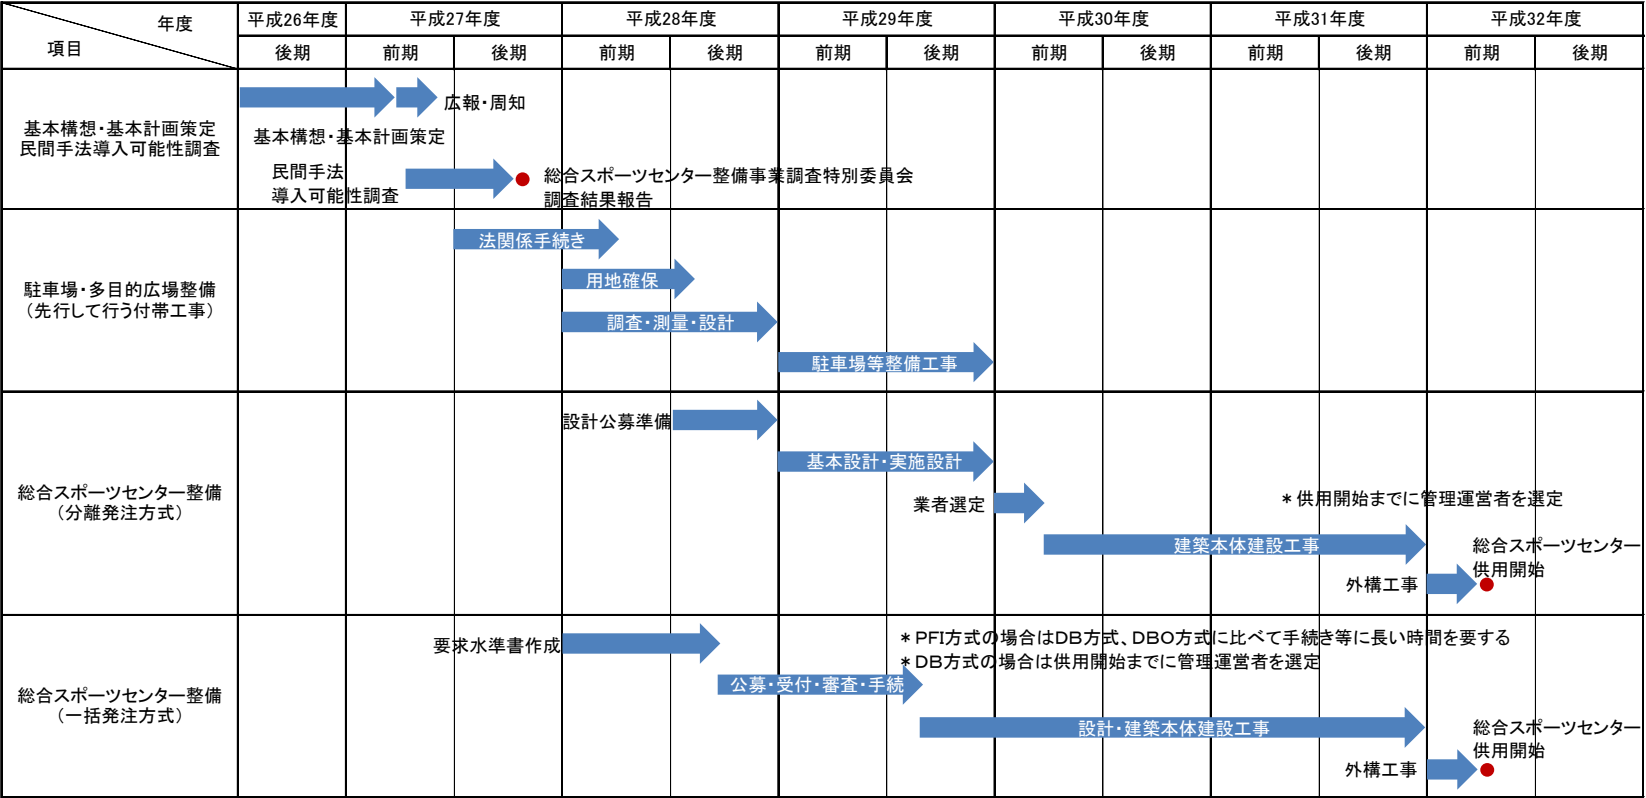 年度
項目
平成26年度
平成27年度
平成28年度
平成29年度
平成30年度
平成31年度
平成32年度
後期
前期
後期
前期
後期
前期
後期
前期
後期
前期
後期
前期
後期
基本構想・基本計画策定
民間手法導入可能性調査
広報・周知
基本構想・基本計画策定
民間手法
導入可能性調査
総合スポーツセンター整備事業調査特別委員会
調査結果報告
駐車場・多目的広場整備
（先行して行う付帯工事）
法関係手続き
用地確保
調査・測量・設計
駐車場等整備工事
総合スポーツセンター整備
（分離発注方式）
設計公募準備
基本設計・実施設計
業者選定
＊供用開始までに管理運営者を選定
建築本体建設工事
総合スポーツセンター
供用開始
外構工事
総合スポーツセンター整備
（一括発注方式）
要求水準書作成
＊PFI方式の場合はDB方式、DBO方式に比べて手続き等に長い時間を要する
＊DB方式の場合は供用開始までに管理運営者を選定
公募・受付・審査・手続
設計・建築本体建設工事
総合スポーツセンター
供用開始
外構工事